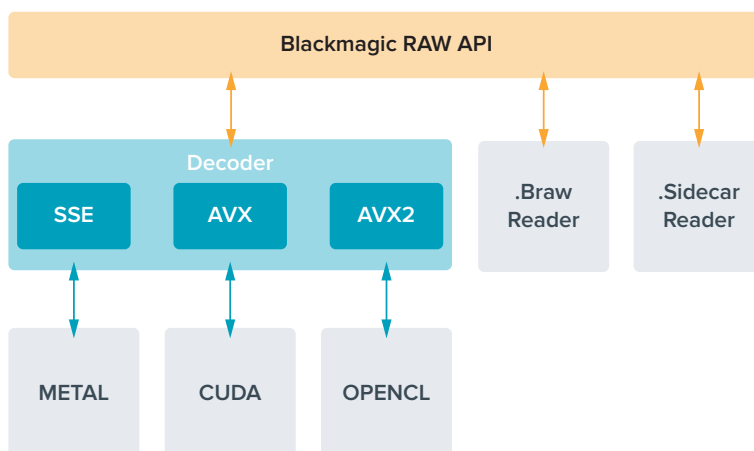 Blackmagic RAW API
Decoder
SSE
AVX
AVX2
.Braw
Reader
.Sidecar
Reader
METAL
CUDA
OPENCL